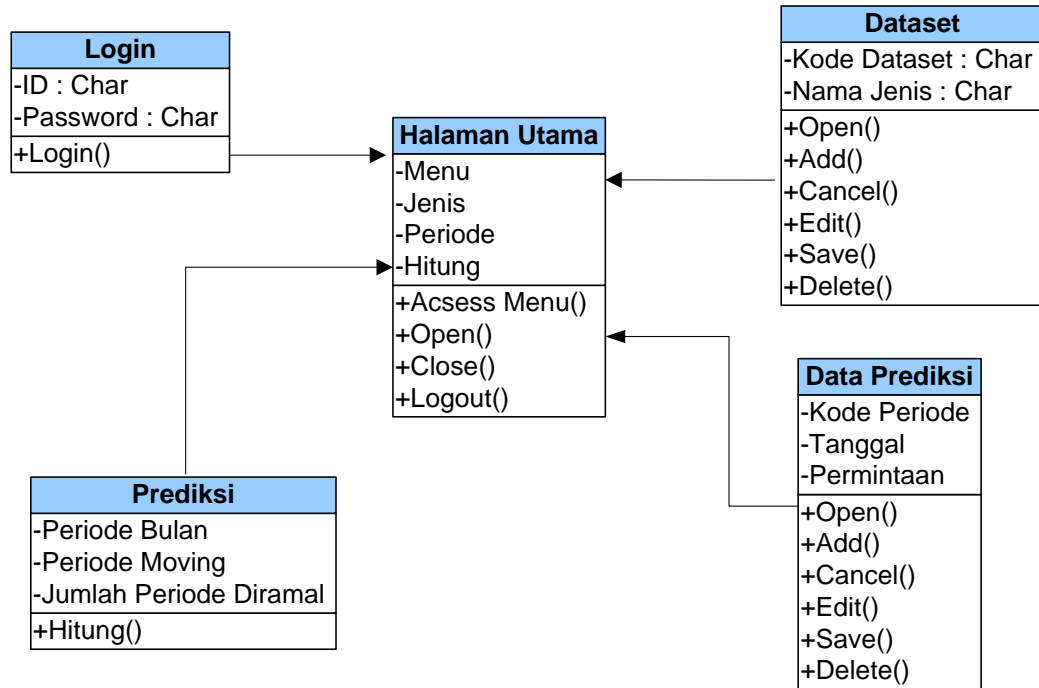 Login
-ID : Char
-Password : Char
+Login()
Halaman Utama
-Menu
-Jenis
-Periode
-Hitung
+Acsess Menu()
+Open()
+Close()
+Logout()
Dataset
-Kode Dataset : Char
-Nama Jenis : Char
+Open()
+Add()
+Cancel()
+Edit()
+Save()
+Delete()
Prediksi
-Periode Bulan
-Periode Moving
-Jumlah Periode Diramal
+Hitung()
Data Prediksi
-Kode Periode
-Tanggal
-Permintaan
+Open()
+Add()
+Cancel()
+Edit()
+Save()
+Delete()